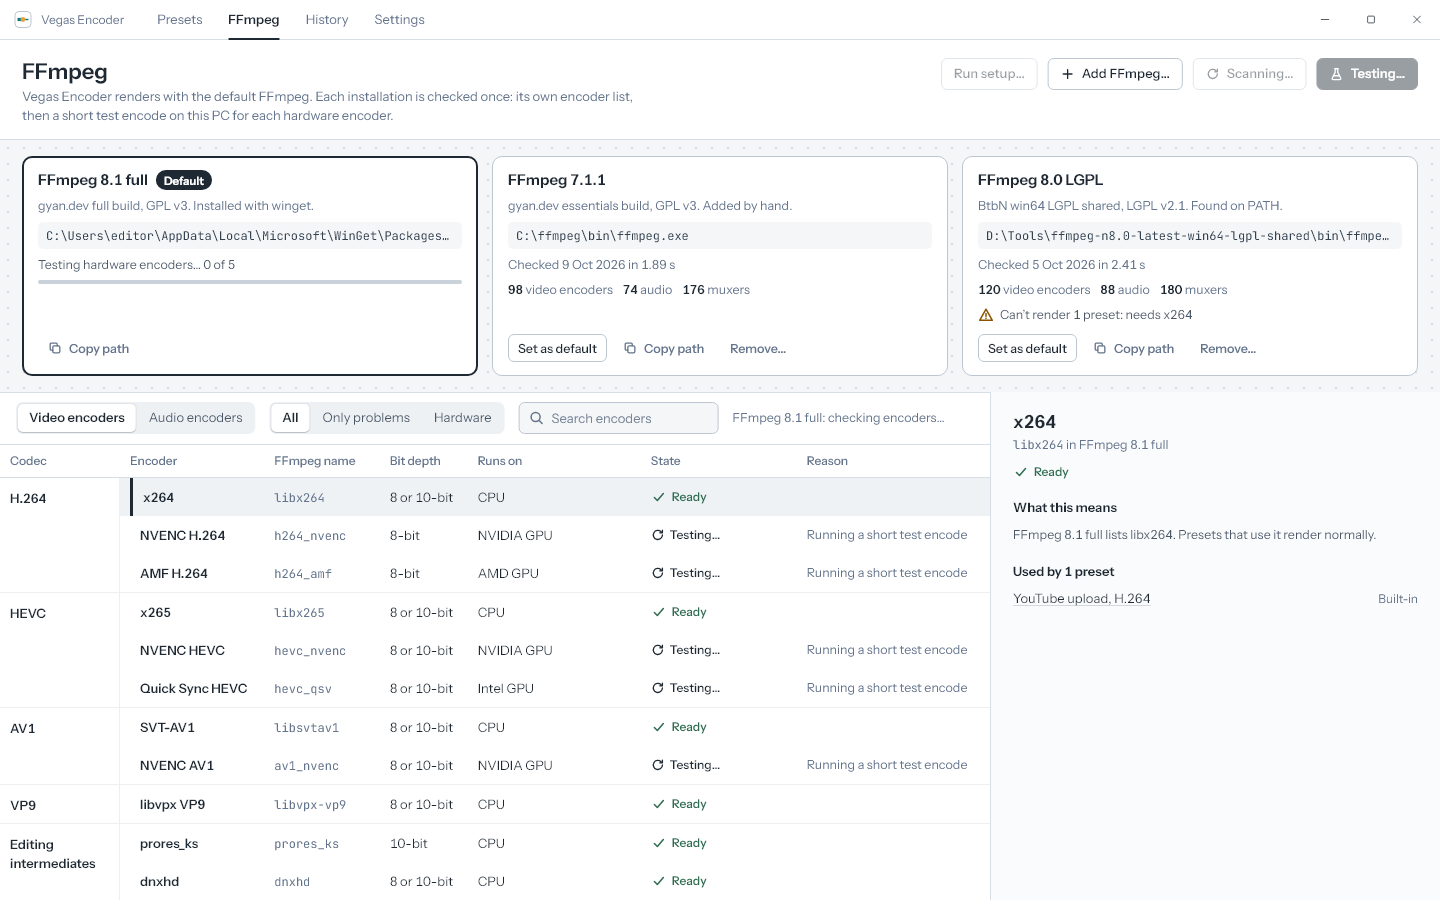 Vegas Encoder
Presets
FFmpeg
History
Settings
FFmpeg
Vegas Encoder renders with the default FFmpeg. Each installation is checked once: its own encoder list,
then a short test encode on this PC for each hardware encoder.
Run setup...
Add FFmpeg...
Scanning...
Testing...
FFmpeg 8.1 full Default
gyan.dev full build, GPL v3. Installed with winget.
C:\Users\editor\AppData\Local\Microsoft\WinGet\Packages…
Testing hardware encoders... 0 of 5
Copy path
FFmpeg 7.1.1
gyan.dev essentials build, GPL v3. Added by hand.
C:\ffmpeg\bin\ffmpeg.exe
Checked 9 Oct 2026 in 1.89 s
98 video encoders 74 audio 176 muxers
Set as default Copy path Remove...
FFmpeg 8.0 LGPL
BtbN win64 LGPL shared, LGPL v2.1. Found on PATH.
D:\Tools\ffmpeg-n8.0-latest-win64-lgpl-shared\bin\ffmpe…
Checked 5 Oct 2026 in 2.41 s
120 video encoders 88 audio 180 muxers
Can't render 1 preset: needs x264
Set as default Copy path Remove...
Video encoders Audio encoders All Only problems Hardware Search encoders FFmpeg 8.1 full: checking encoders...
Codec Encoder FFmpeg name Bit depth Runs on State Reason
H.264 x264 libx264 8 or 10-bit CPU Ready
NVENC H.264 h264_nvenc 8-bit NVIDIA GPU Testing... Running a short test encode
AMF H.264 h264_amf 8-bit AMD GPU Testing... Running a short test encode
HEVC x265 libx265 8 or 10-bit CPU Ready
NVENC HEVC hevc_nvenc 8 or 10-bit NVIDIA GPU Testing... Running a short test encode
Quick Sync HEVC hevc_qsv 8 or 10-bit Intel GPU Testing... Running a short test encode
AV1 SVT-AV1 libsvtav1 8 or 10-bit CPU Ready
NVENC AV1 av1_nvenc 8 or 10-bit NVIDIA GPU Testing... Running a short test encode
VP9 libvpx VP9 libvpx-vp9 8 or 10-bit CPU Ready
Editing intermediates prores_ks prores_ks 10-bit CPU Ready
dnxhd dnxhd 8 or 10-bit CPU Ready
x264
libx264 in FFmpeg 8.1 full
Ready
What this means
FFmpeg 8.1 full lists libx264. Presets that use it render normally.
Used by 1 preset
YouTube upload, H.264 Built-in